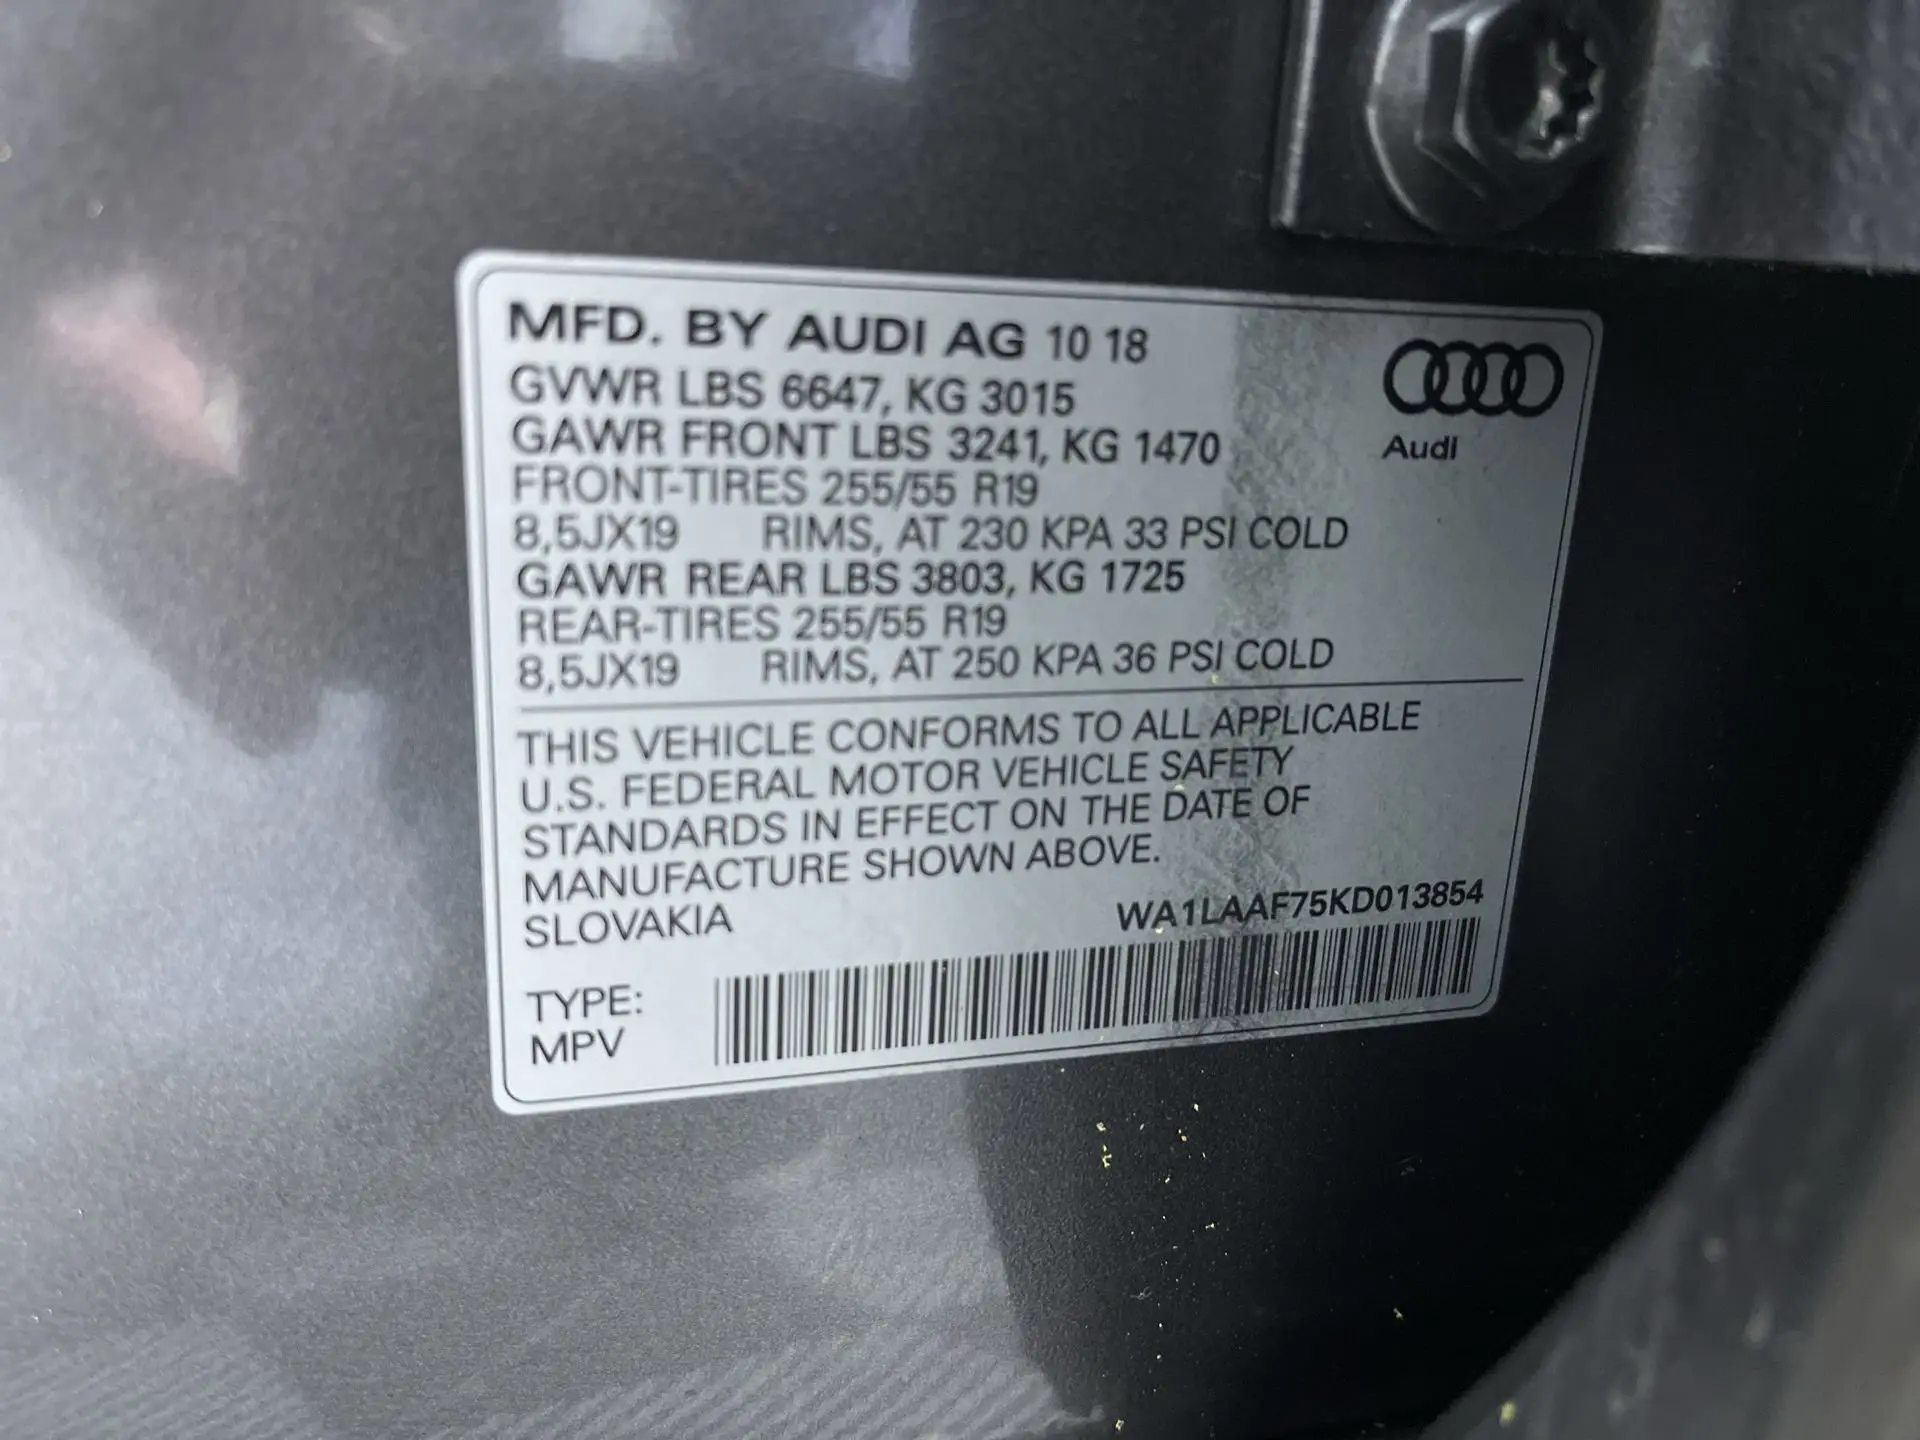 MFD. BY AUDI AG 10 18
GVWR LBS 6647, KG 3015
GAWR FRONT LBS 3241, KG 1470
Audi
FRONT-TIRES 255/55 R19
8,5JX19 RIMS, AT 230 KPA 33 PSI COLD
GAWR REAR LBS 3803, KG 1725
REAR-TIRES 255/55 R19
8,5JX19 RIMS, AT 250 KPA 36 PSI COLD
THIS VEHICLE CONFORMS TO ALL APPLICABLE
U.S. FEDERAL MOTOR VEHICLE SAFETY
STANDARDS IN EFFECT ON THE DATE OF
MANUFACTURE SHOWN ABOVE.
SLOVAKIA WA1LAAF75KD013854
TYPE:
MPV